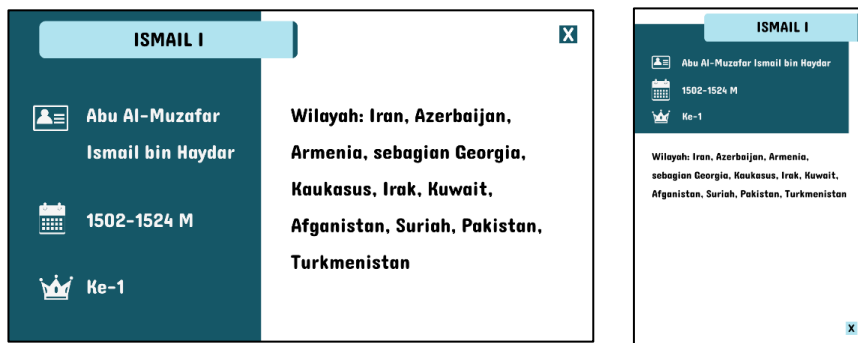 ISMAIL I
X
Abu Al-Muzafar
Ismail bin Haydar
1502-1524 M
Ke-1
Wilayah: Iran, Azerbaijan,
Armenia, sebagian Georgia,
Kaukasus, Irak, Kuwait,
Afganistan, Suriah, Pakistan,
Turkmenistan
ISMAIL I
Abu Al-Muzafar Ismail bin Haydar
1502-1524 M
Ke-1
Wilayah: Iran, Azerbaijan, Armenia,
sebagian Georgia, Kaukasus, Irak, Kuwait,
Afganistan, Suriah, Pakistan, Turkmenistan
X